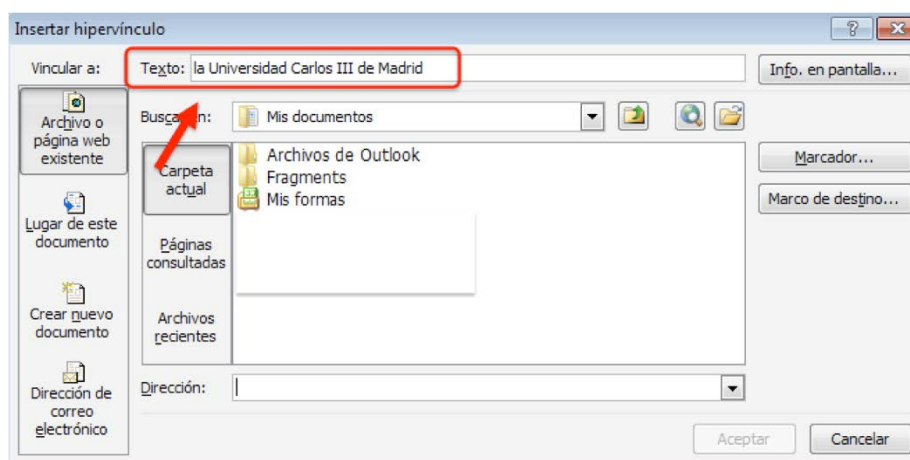 Insertar hipervínculo
Vincular a:
Texto: la Universidad Carlos III de Madrid
Info. en pantalla...
Archivo o
página web
existente
Buscar en:
Mis documentos
Carpeta
actual
Archivos de Outlook
Fragments
Mis formas
Marcador...
Marco de destino...
Lugar de este
documento
Páginas
consultadas
Crear nuevo
documento
Archivos
recientes
Dirección de
correo
electrónico
Dirección:
Aceptar
Cancelar